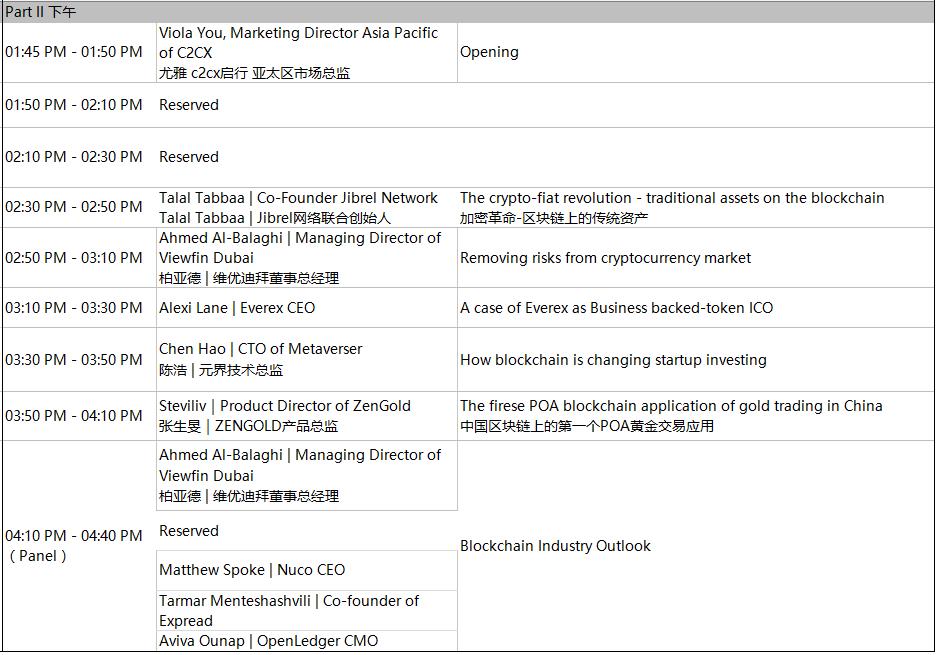 Part II 下午
01:45 PM - 01:50 PM
Viola You, Marketing Director Asia Pacific
of C2CX
尤雅 c2cx启行 亚太区市场总监
Opening
01:50 PM - 02:10 PM
Reserved
02:10 PM - 02:30 PM
Reserved
02:30 PM - 02:50 PM
Talal Tabbaa | Co-Founder Jibrel Network
Talal Tabbaa | Jibrel网络联合创始人
The crypto-fiat revolution - traditional assets on the blockchain
加密革命-区块链上的传统资产
02:50 PM - 03:10 PM
Ahmed Al-Balaghi | Managing Director of
Viewfin Dubai
柏亚德 | 维优迪拜董事总经理
Removing risks from cryptocurrency market
03:10 PM - 03:30 PM
Alexi Lane | Everex CEO
A case of Everex as Business backed-token ICO
03:30 PM - 03:50 PM
Chen Hao | CTO of Metaverser
陈浩 | 元界技术总监
How blockchain is changing startup investing
03:50 PM - 04:10 PM
Steviliv | Product Director of ZenGold
张生旻 | ZENGOLD产品总监
The firese POA blockchain application of gold trading in China
中国区块链上的第一个POA黄金交易应用
04:10 PM - 04:40 PM
（Panel）
Ahmed Al-Balaghi | Managing Director of
Viewfin Dubai
柏亚德 | 维优迪拜董事总经理
Reserved
Matthew Spoke | Nuco CEO
Tarmar Menteshashvili | Co-founder of
Expread
Aviva Ounap | OpenLedger CMO
Blockchain Industry Outlook